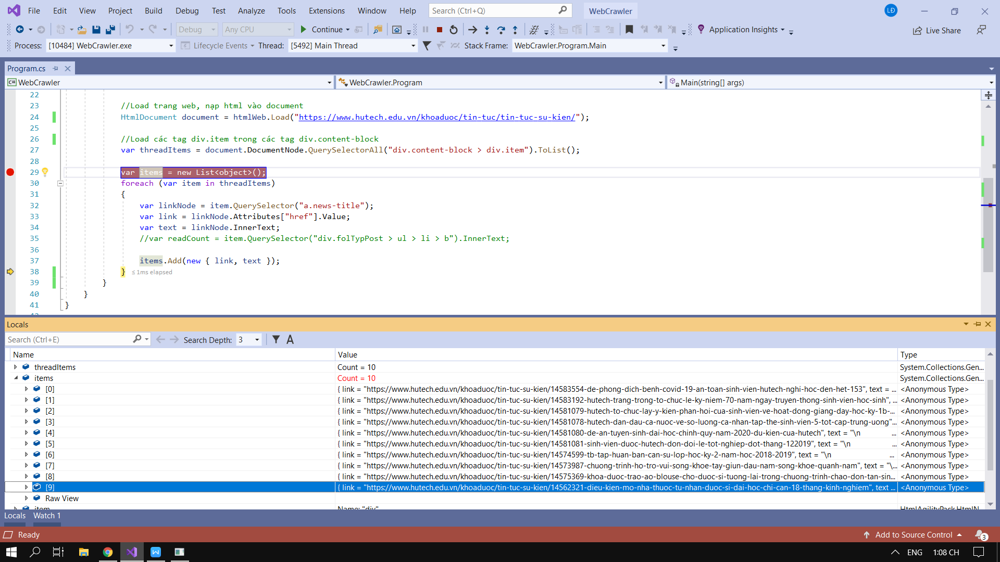 File Edit View Project Build Debug Test Analyze Tools Extensions Window Help Search (Ctrl+Q) WebCrawler LĐ
Debug Any CPU Continue Application Insights Live Share
Process: [10484] WebCrawler.exe Lifecycle Events Thread: [5492] Main Thread Stack Frame: WebCrawler.Program.Main
Program.cs
C# WebCrawler WebCrawler.Program Main(string[] args)
22
23 //Load trang web, nạp html vào document
24 HtmlDocument document = htmlWeb.Load("https://www.hutech.edu.vn/khoaduoc/tin-tuc/tin-tuc-su-kien/");
25
26 //Load các tag div.item trong các tag div.content-block
27 var threadItems = document.DocumentNode.QuerySelectorAll("div.content-block > div.item").ToList();
28
29 var items = new List<object>();
30 foreach (var item in threadItems)
31 {
32 var linkNode = item.QuerySelector("a.news-title");
33 var link = linkNode.Attributes["href"].Value;
34 var text = linkNode.InnerText;
35 //var readCount = item.QuerySelector("div.folTypPost > ul > li > b").InnerText;
36
37 items.Add(new { link, text });
38 } ≤ 1ms elapsed
39 }
40 }
41 }
Locals
Search (Ctrl+E) Search Depth: 3
Name Value Type
threadItems Count = 10 System.Collections.Gen...
items Count = 10 System.Collections.Gen...
[0] { link = "https://www.hutech.edu.vn/khoaduoc/tin-tuc-su-kien/14583554-de-phong-dich-benh-covid-19-an-toan-sinh-vien-hutech-nghi-hoc-den-het-153", text = ... <Anonymous Type>
[1] { link = "https://www.hutech.edu.vn/khoaduoc/tin-tuc-su-kien/14583192-hutech-trang-trong-to-chuc-le-ky-niem-70-nam-ngay-truyen-thong-sinh-vien-hoc-sinh", ... <Anonymous Type>
[2] { link = "https://www.hutech.edu.vn/khoaduoc/tin-tuc-su-kien/14581079-hutech-to-chuc-lay-y-kien-phan-hoi-cua-sinh-vien-ve-hoat-dong-giang-day-hoc-ky-1b-... <Anonymous Type>
[3] { link = "https://www.hutech.edu.vn/khoaduoc/tin-tuc-su-kien/14581078-hutech-dan-dau-ca-nuoc-ve-so-luong-ca-nhan-tap-the-sinh-vien-5-tot-cap-trung-uong"... <Anonymous Type>
[4] { link = "https://www.hutech.edu.vn/khoaduoc/tin-tuc-su-kien/14581080-de-an-tuyen-sinh-dai-hoc-chinh-quy-nam-2020-du-kien-cua-hutech", text = "\n ... <Anonymous Type>
[5] { link = "https://www.hutech.edu.vn/khoaduoc/tin-tuc-su-kien/14581081-sinh-vien-duoc-hutech-don-doi-le-tot-nghiep-dot-thang-122019", text = "\n ... <Anonymous Type>
[6] { link = "https://www.hutech.edu.vn/khoaduoc/tin-tuc-su-kien/14574599-tb-tap-huan-ban-can-su-lop-hoc-ky-2-nam-hoc-2018-2019", text = "\n ... <Anonymous Type>
[7] { link = "https://www.hutech.edu.vn/khoaduoc/tin-tuc-su-kien/14573987-chuong-trinh-ho-tro-vui-song-khoe-tay-giun-dau-nam-song-khoe-quanh-nam", text = "\... <Anonymous Type>
[8] { link = "https://www.hutech.edu.vn/khoaduoc/tin-tuc-su-kien/14575369-khoa-duoc-trao-ao-blouse-cho-duoc-si-tuong-lai-trong-chuong-trinh-chao-don-tan-sin... <Anonymous Type>
[9] { link = "https://www.hutech.edu.vn/khoaduoc/tin-tuc-su-kien/14562321-dieu-kien-mo-nha-thuoc-tu-nhan-duoc-si-dai-hoc-chi-can-18-thang-kinh-nghiem", text ... <Anonymous Type>
Raw View
item Name: "div" HtmlAgilityPack.HtmlN...
Locals Watch 1
Ready Add to Source Control 3
ENG 1:08 CH